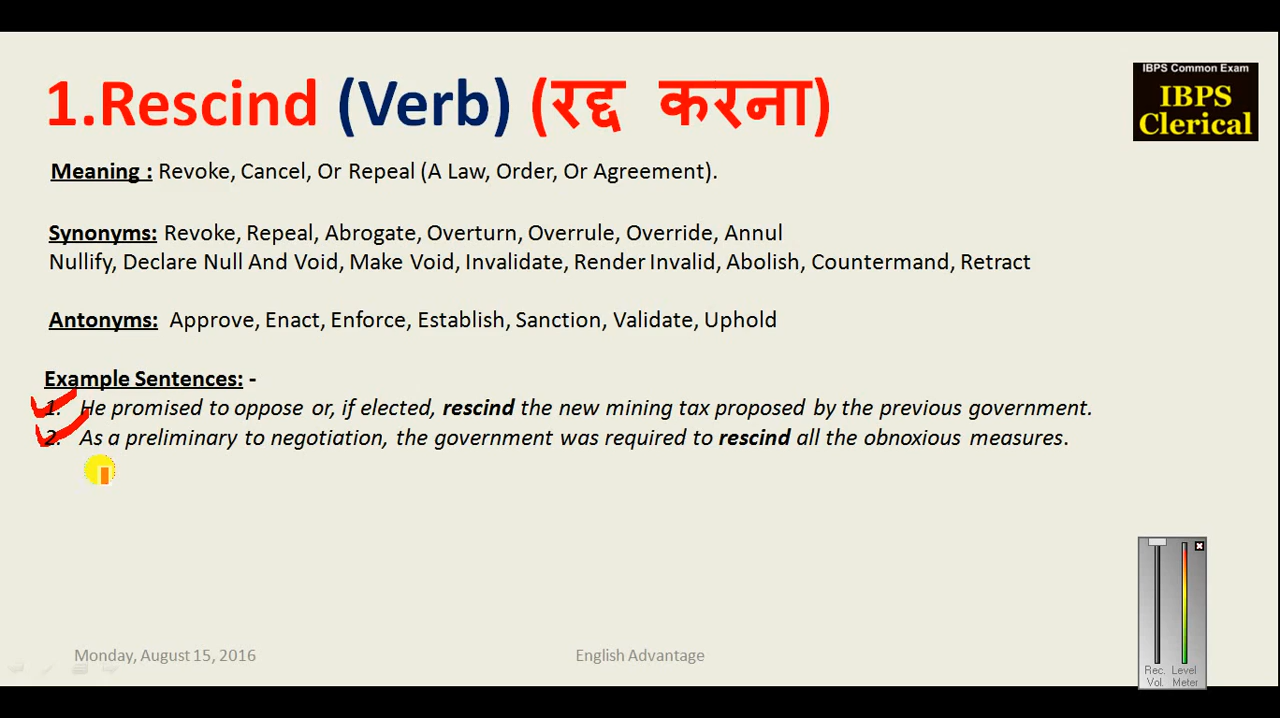 IBPS Common Exam
IBPS
Clerical
1.Rescind (Verb) (रद्द करना)
Meaning : Revoke, Cancel, Or Repeal (A Law, Order, Or Agreement).
Synonyms: Revoke, Repeal, Abrogate, Overturn, Overrule, Override, Annul
Nullify, Declare Null And Void, Make Void, Invalidate, Render Invalid, Abolish, Countermand, Retract
Antonyms: Approve, Enact, Enforce, Establish, Sanction, Validate, Uphold
Example Sentences: -
1. He promised to oppose or, if elected, rescind the new mining tax proposed by the previous government.
2. As a preliminary to negotiation, the government was required to rescind all the obnoxious measures.
Monday, August 15, 2016
English Advantage
Rec. Level
Vol. Meter